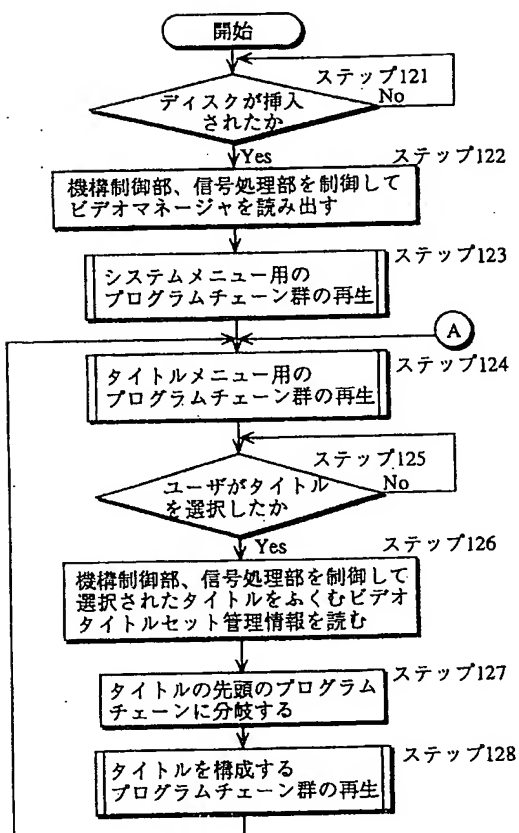 開始
ステップ121
ディスクが挿入
されたか
No
Yes
ステップ122
機構制御部、信号処理部を制御して
ビデオマネージャを読み出す
ステップ123
システムメニュー用の
プログラムチェーン群の再生
A
ステップ124
タイトルメニュー用の
プログラムチェーン群の再生
ステップ125
ユーザがタイトル
を選択したか
No
Yes
ステップ126
機構制御部、信号処理部を制御して
選択されたタイトルをふくむビデオ
タイトルセット管理情報を読む
ステップ127
タイトルの先頭のプログラム
チェーンに分岐する
ステップ128
タイトルを構成する
プログラムチェーン群の再生